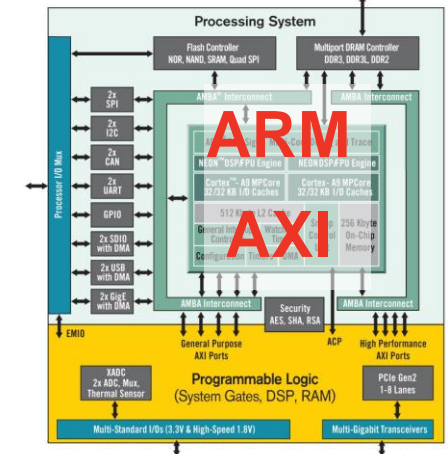 Processing System
Flash Controller
NOR, NAND, SRAM, Quad SPI
Multiport DRAM Controller
DDR3, DDR3L, DDR2
AMBA® Interconnect
AMBA Interconnect
Processor I/O Mux
2x
SPI
2x
I2C
2x
CAN
2x
UART
GPIO
2x SDIO
with DMA
2x USB
with DMA
2x GigE
with DMA
ARM
AXI
Trace
NEON™ DSP/FPU Engine
NEON DSP/FPU Engine
Cortex™- A9 MPCore
32/32 KB I/D Caches
Cortex- A9 MPCore
32/32 KB I/D Caches
512 Kbyte L2 Cache
General
Configuration
DMA
256 Kbyte
On-Chip
Memory
AMBA Interconnect
Security
AES, SHA, RSA
AMBA Interconnect
EMIO
General Purpose
AXI Ports
ACP
High Performance
AXI Ports
XADC
2x ADC, Mux,
Thermal Sensor
Programmable Logic
(System Gates, DSP, RAM)
PCIe Gen2
1-8 Lanes
Multi-Standard I/Os (3.3V & High-Speed 1.8V)
Multi-Gigabit Transceivers